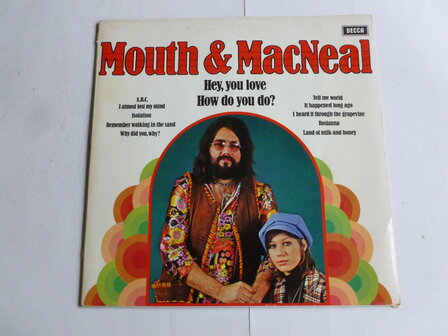 DECCA
Mouth & MacNeal
Hey, you love
How do you do?
A.B.C.
I almost lost my mind
Isolation
Remember walking in the sand
Why did you, why?
Tell me world
It happened long ago
I heard it through the grapevine
Rosianna
Land of milk and honey